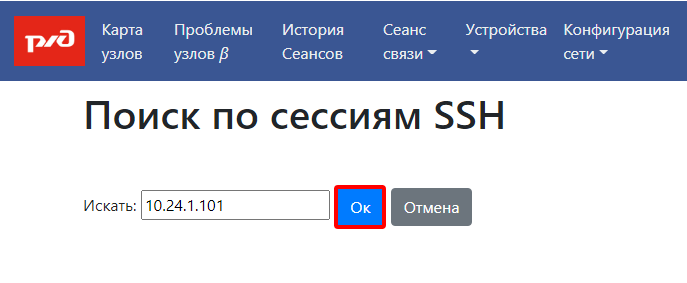 ржд Карта узлов Проблемы узлов β История Сеансов Сеанс связи Устройства Конфигурация сети
Поиск по сессиям SSH
Искать: 10.24.1.101 Ок Отмена